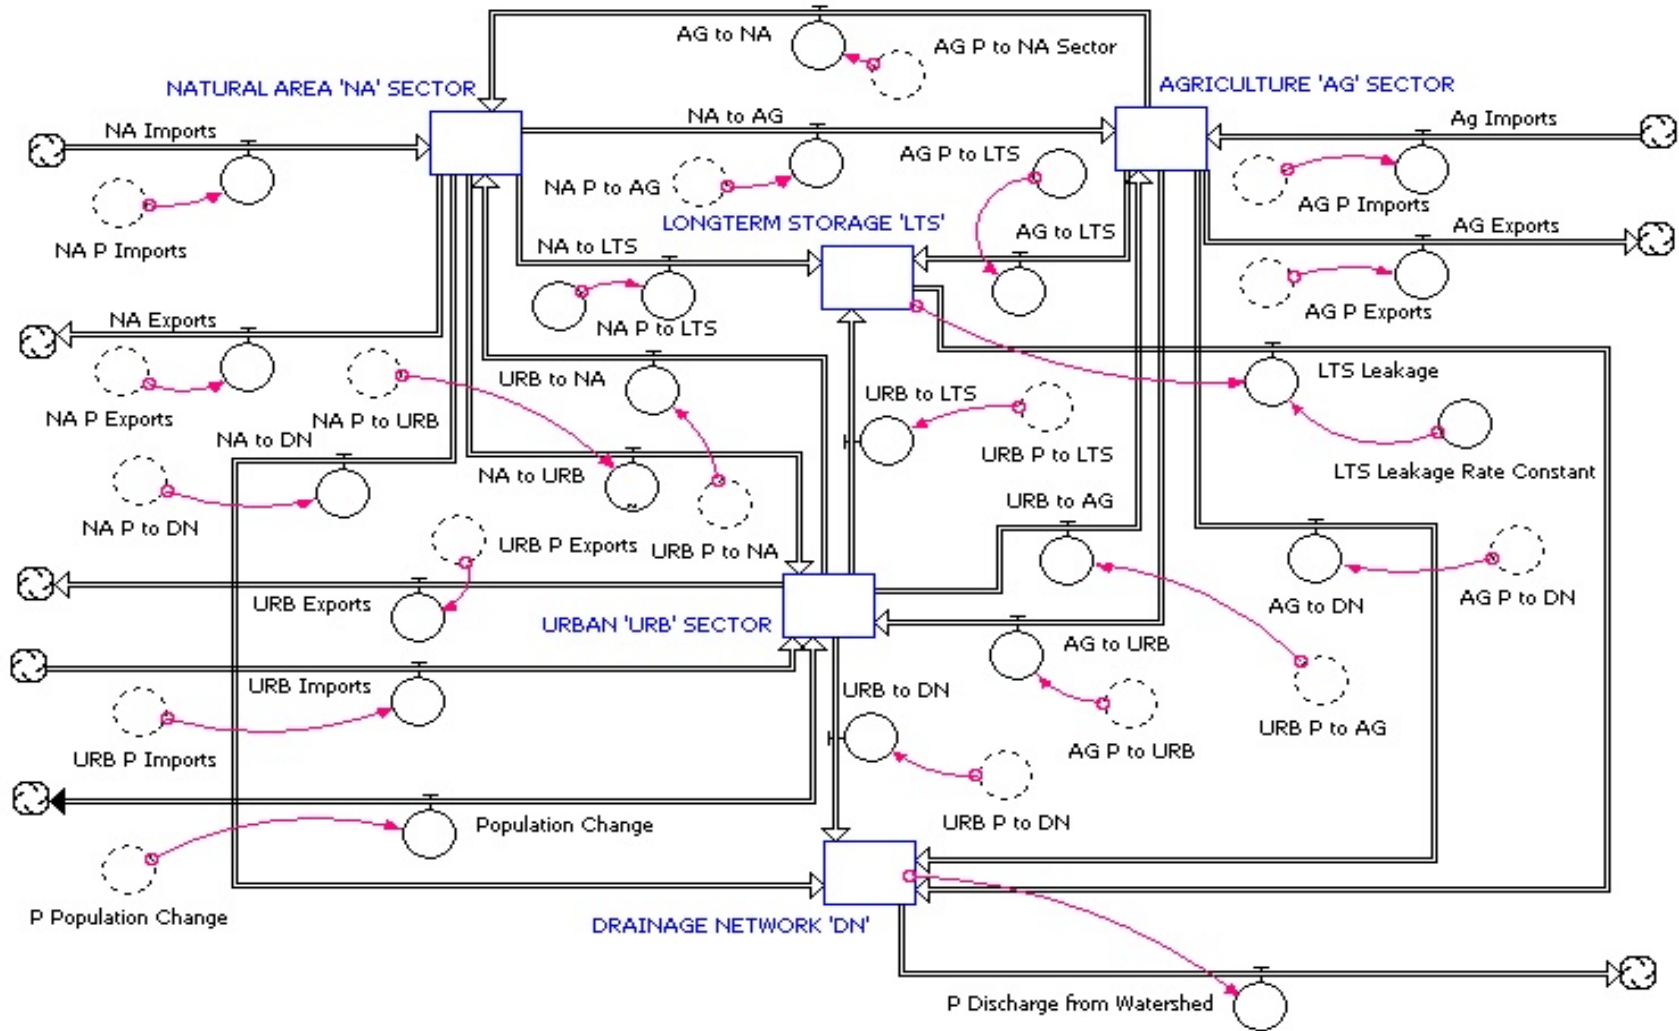 AG to NA
AG P to NA Sector
NATURAL AREA 'NA' SECTOR
AGRICULTURE 'AG' SECTOR
NA Imports
NA to AG
Ag Imports
AG P to LTS
NA P to AG
AG P Imports
NA P Imports
LONGTERM STORAGE 'LTS'
NA to LTS
AG to LTS
AG Exports
NA Exports
NA P to LTS
AG P Exports
URB to NA
LTS Leakage
NA P Exports
NA P to URB
URB to LTS
NA to DN
URB P to LTS
NA to URB
LTS Leakage Rate Constant
URB to AG
NA P to DN
URB P Exports
URB P to NA
URB Exports
AG to DN
AG P to DN
URBAN 'URB' SECTOR
AG to URB
URB Imports
URB to DN
URB P to AG
URB P Imports
AG P to URB
Population Change
URB P to DN
P Population Change
DRAINAGE NETWORK 'DN'
P Discharge from Watershed